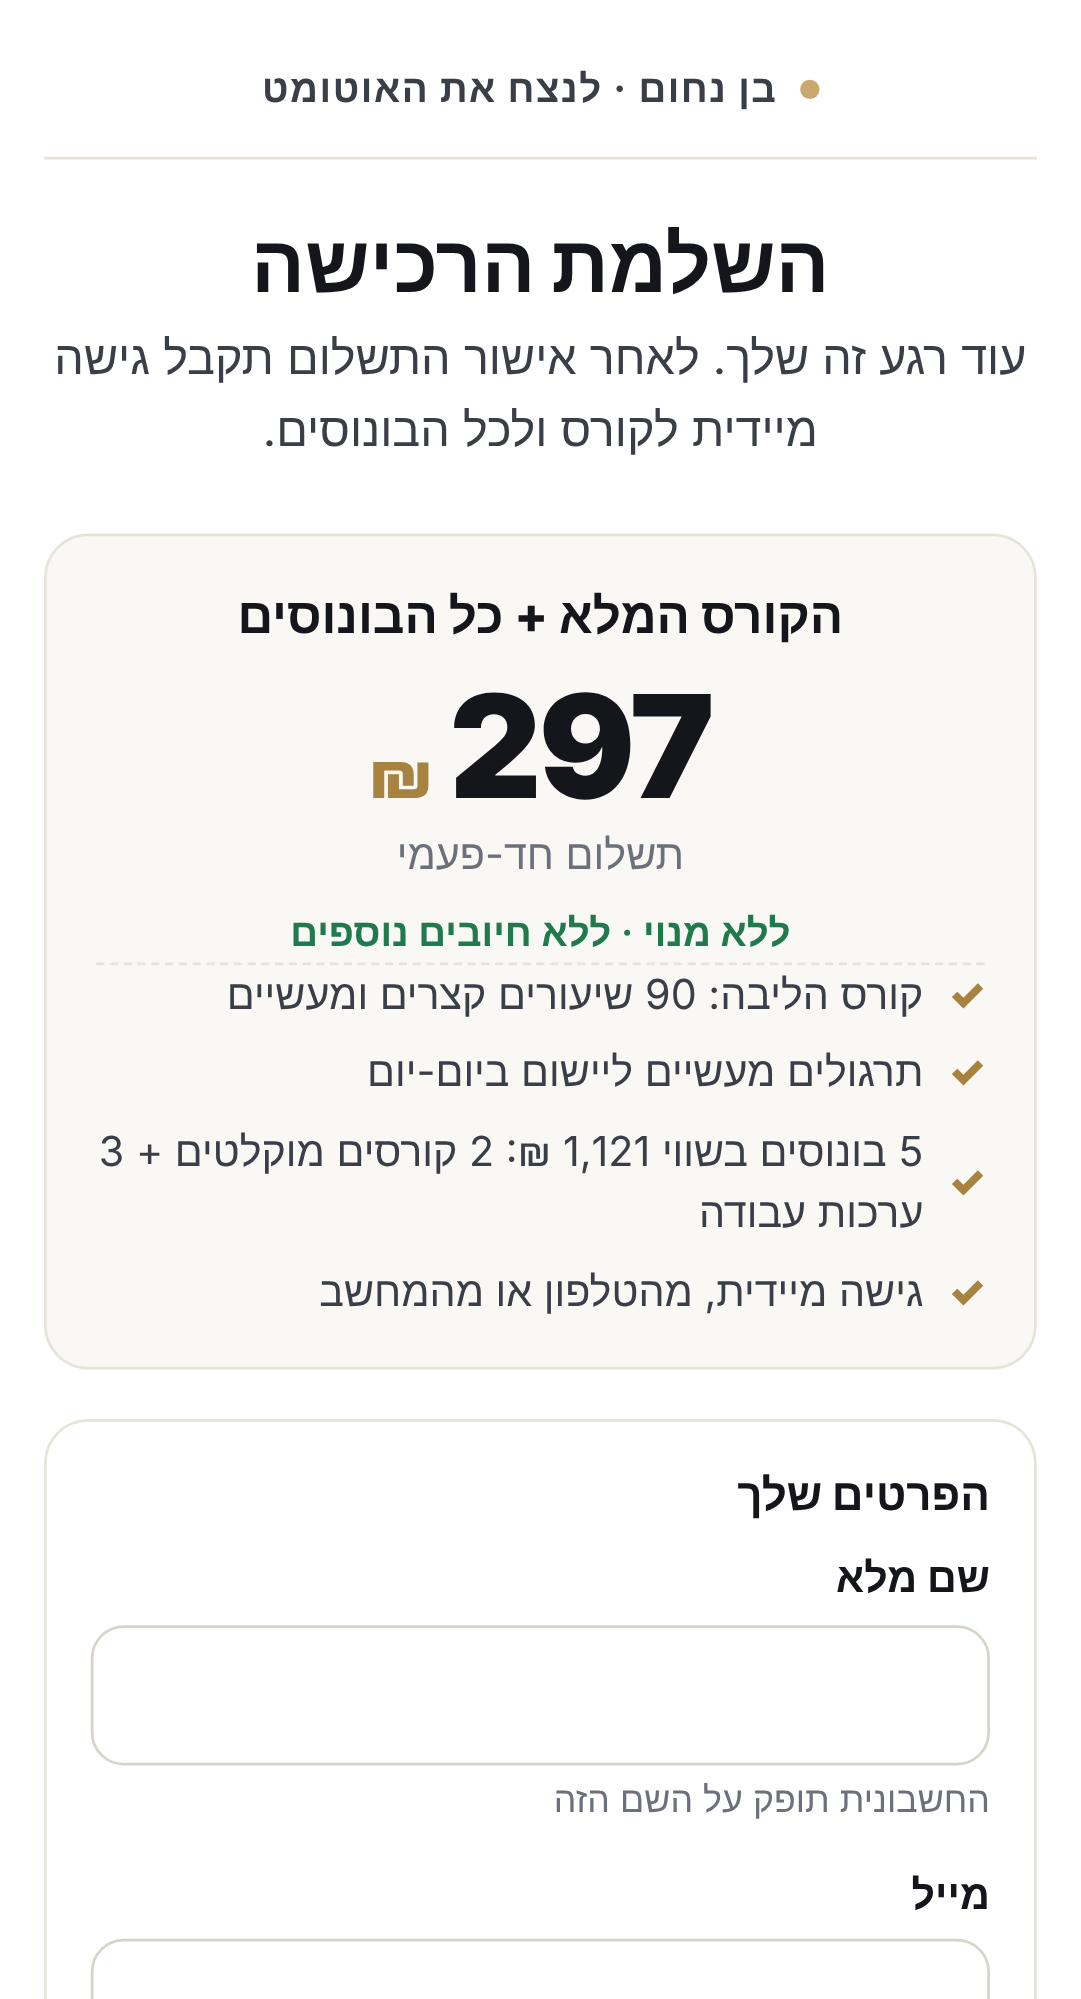 בן נחום · לנצח את האוטומט
השלמת הרכישה
עוד רגע זה שלך. לאחר אישור התשלום תקבל גישה
מיידית לקורס ולכל הבונוסים.
הקורס המלא + כל הבונוסים
297 ₪
תשלום חד-פעמי
ללא מנוי · ללא חיובים נוספים
קורס הליבה: 90 שיעורים קצרים ומעשיים
תרגולים מעשיים ליישום ביום-יום
5 בונוסים בשווי 1,121 ₪: 2 קורסים מוקלטים + 3
ערכות עבודה
גישה מיידית, מהטלפון או מהמחשב
הפרטים שלך
שם מלא
החשבונית תופק על השם הזה
מייל